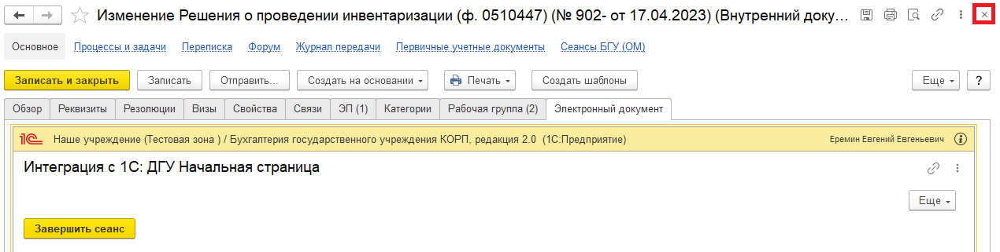 Изменение Решения о проведении инвентаризации (ф. 0510447) (№ 902- от 17.04.2023) (Внутренний доку...
Основное Процессы и задачи Переписка Форум Журнал передачи Первичные учетные документы Сеансы БГУ (ОМ)
Записать и закрыть Записать Отправить... Создать на основании Печать Создать шаблоны Еще ?
Обзор Реквизиты Резолюции Визы Свойства Связи ЭП (1) Категории Рабочая группа (2) Электронный документ
1С Наше учреждение (Тестовая зона ) / Бухгалтерия государственного учреждения КОРП, редакция 2.0 (1С:Предприятие) Еремин Евгений Евгеньевич i
Интеграция с 1С: ДГУ Начальная страница
Еще
Завершить сеанс